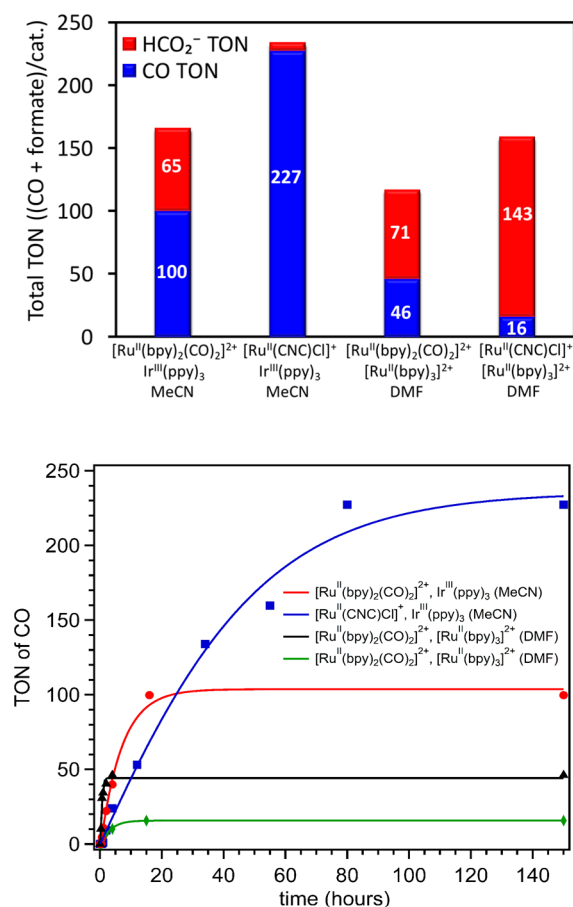 Total TON ((CO + formate)/cat.)
250
200
150
100
50
0
HCO₂⁻ TON
CO TON
65
100
227
71
46
143
16
[Ruᴵᴵ(bpy)₂(CO)₂]²⁺
Irᴵᴵᴵ(ppy)₃
MeCN
[Ruᴵᴵ(CNC)Cl]⁺
Irᴵᴵᴵ(ppy)₃
MeCN
[Ruᴵᴵ(bpy)₂(CO)₂]²⁺
[Ruᴵᴵ(bpy)₃]²⁺
DMF
[Ruᴵᴵ(CNC)Cl]⁺
[Ruᴵᴵ(bpy)₃]²⁺
DMF
TON of CO
250
200
150
100
50
0
[Ruᴵᴵ(bpy)₂(CO)₂]²⁺, Irᴵᴵᴵ(ppy)₃ (MeCN)
[Ruᴵᴵ(CNC)Cl]⁺, Irᴵᴵᴵ(ppy)₃ (MeCN)
[Ruᴵᴵ(bpy)₂(CO)₂]²⁺, [Ruᴵᴵ(bpy)₃]²⁺ (DMF)
[Ruᴵᴵ(bpy)₂(CO)₂]²⁺, [Ruᴵᴵ(bpy)₃]²⁺ (DMF)
0 20 40 60 80 100 120 140
time (hours)